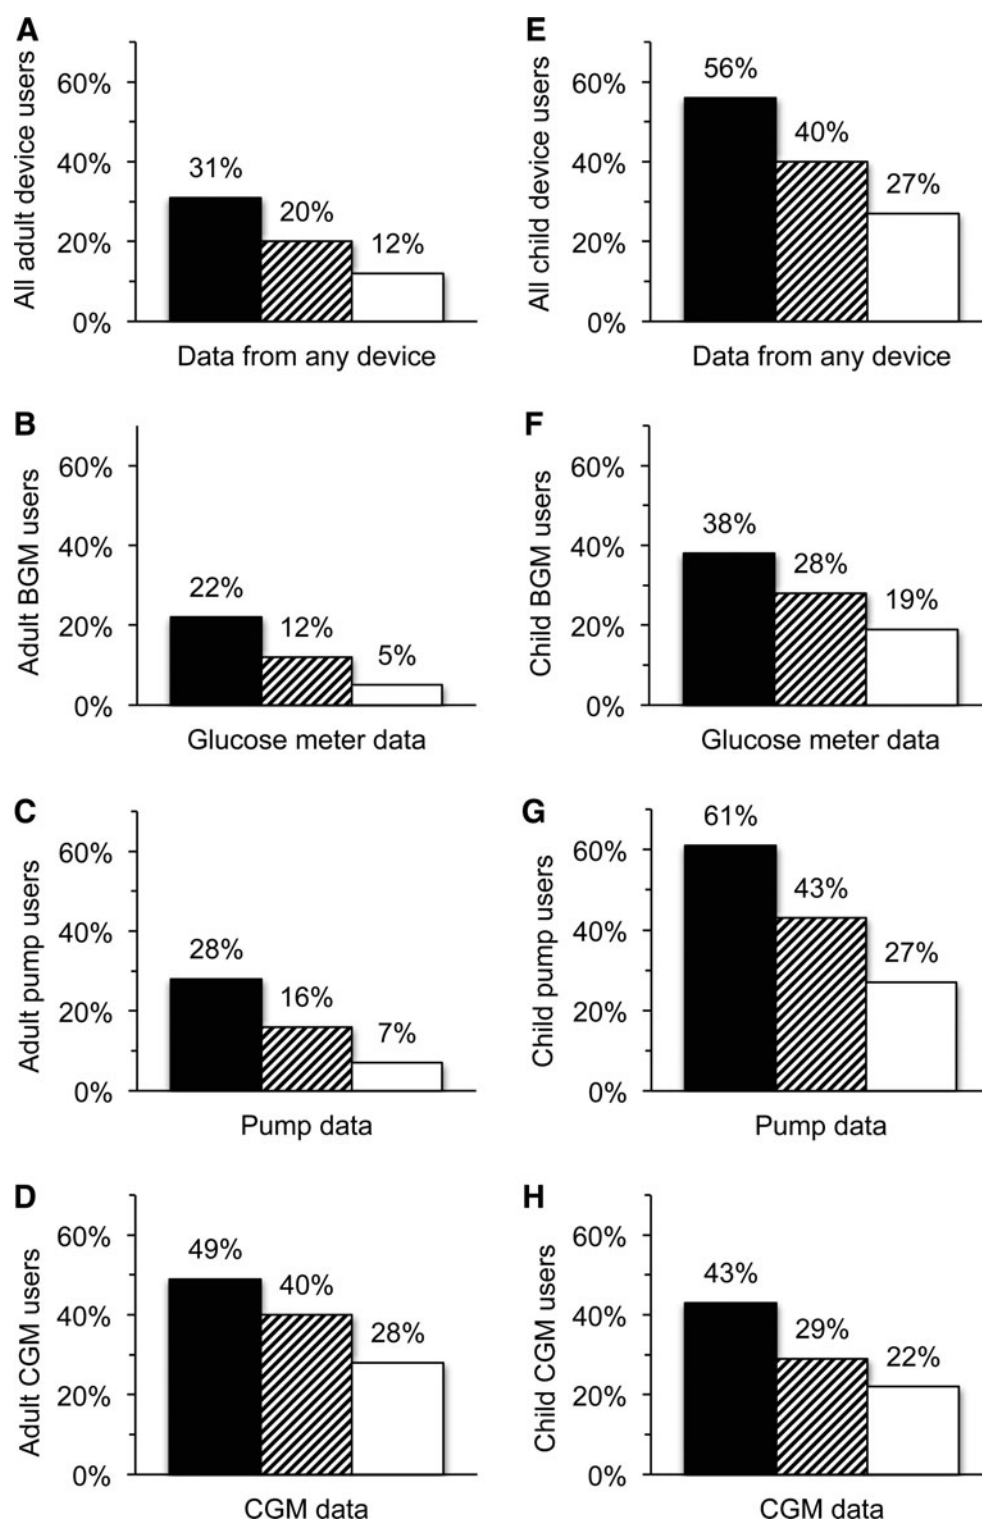 A
All adult device users
60%
40%
20%
0%
31%
20%
12%
Data from any device
E
All child device users
60%
40%
20%
0%
56%
40%
27%
Data from any device
B
Adult BGM users
60%
40%
20%
0%
22%
12%
5%
Glucose meter data
F
Child BGM users
60%
40%
20%
0%
38%
28%
19%
Glucose meter data
C
Adult pump users
60%
40%
20%
0%
28%
16%
7%
Pump data
G
Child pump users
60%
40%
20%
0%
61%
43%
27%
Pump data
D
Adult CGM users
60%
40%
20%
0%
49%
40%
28%
CGM data
H
Child CGM users
60%
40%
20%
0%
43%
29%
22%
CGM data